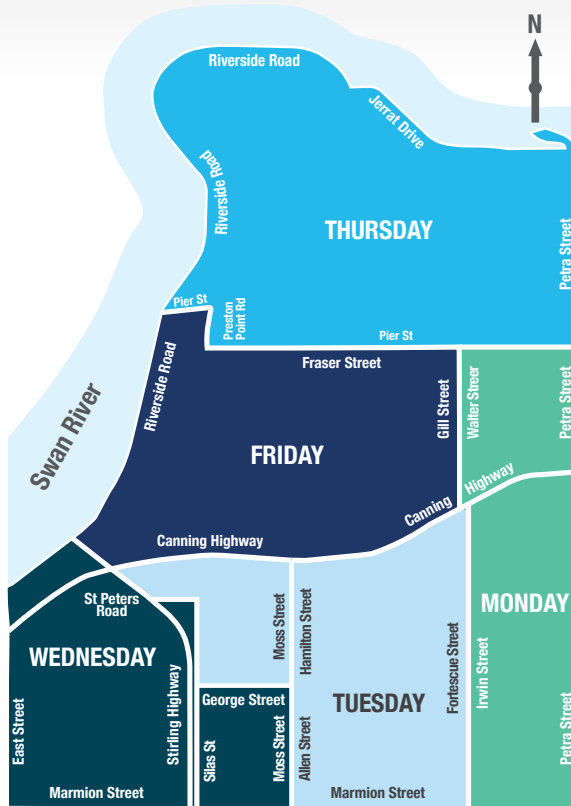 N
Riverside Road
Jerrat Drive
Riverside Road
THURSDAY
Petra Street
Pier St
Preston
Point Rd
Pier St
Fraser Street
Riverside Road
Gill Street
Walter Streer
Petra Street
Swan River
FRIDAY
Highway
Canning
Canning Highway
St Peters
Road
Moss Street
Hamilton Street
MONDAY
WEDNESDAY
Fortescue Street
Irwin Street
George Street
TUESDAY
East Street
Stirling Highway
Silas St
Moss Street
Allen Street
Petra Street
Marmion Street
Marmion Street